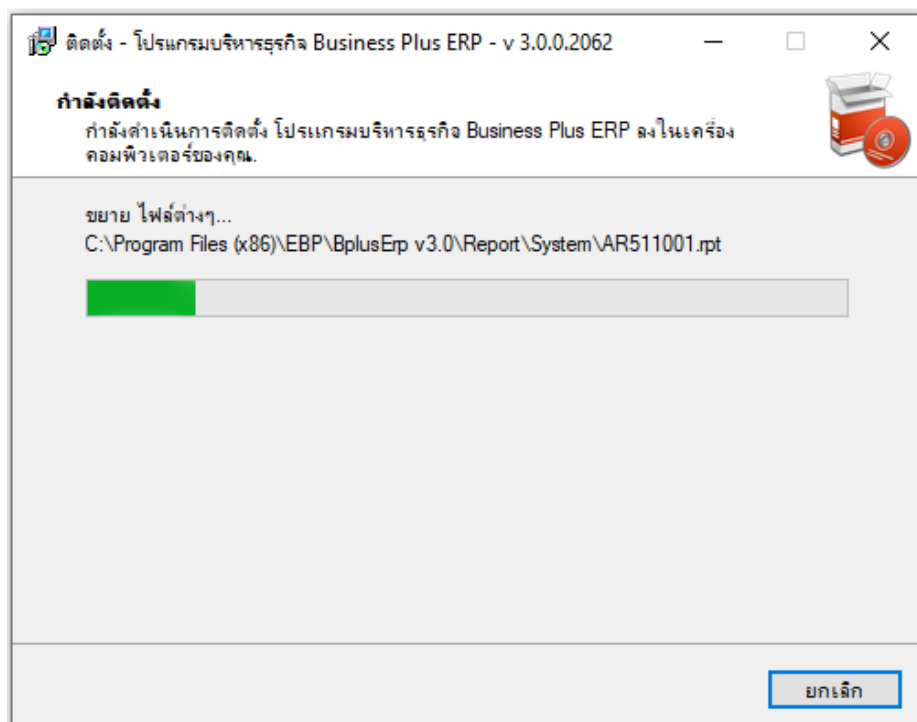 ติดตั้ง - โปรแกรมบริหารธุรกิจ Business Plus ERP - v 3.0.0.2062
กำลังติดตั้ง
กำลังดำเนินการติดตั้ง โปรแกรมบริหารธุรกิจ Business Plus ERP ลงในเครื่อง
คอมพิวเตอร์ของคุณ.
ขยาย ไฟล์ต่างๆ...
C:\Program Files (x86)\EBP\BplusErp v3.0\Report\System\AR511001.rpt
ยกเลิก